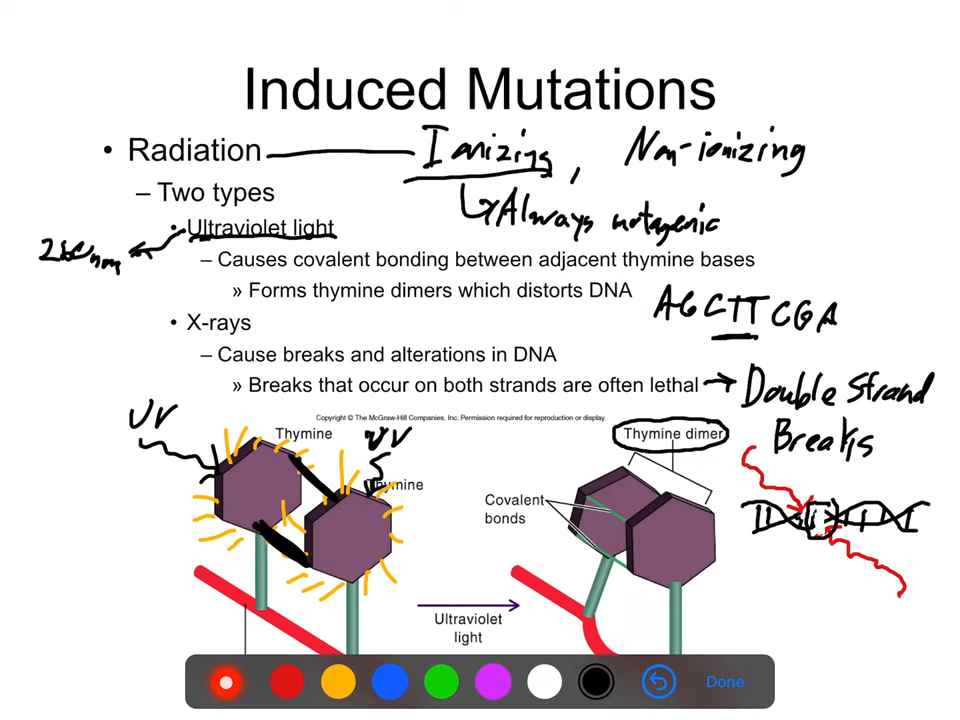 Induced Mutations
• Radiation Ionizing, Non-ionizing
– Two types
↳ Always mutagenic
• Ultraviolet light
– Causes covalent bonding between adjacent thymine bases
» Forms thymine dimers which distorts DNA
AGCTTCGA
• X-rays
– Cause breaks and alterations in DNA
» Breaks that occur on both strands are often lethal → Double Strand
Breaks
Copyright © The McGraw-Hill Companies, Inc. Permission required for reproduction or display.
UV
Thymine
UV
Thymine
Thymine dimer
Covalent
bonds
Ultraviolet
light
Done